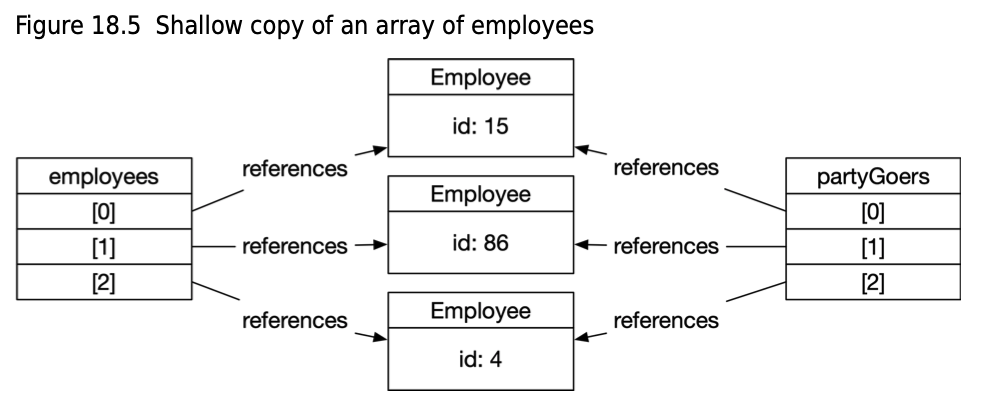 Figure 18.5 Shallow copy of an array of employees
Employee
id: 15
employees
[0]
[1]
[2]
references
references
references
Employee
id: 86
Employee
id: 4
references
references
references
partyGoers
[0]
[1]
[2]